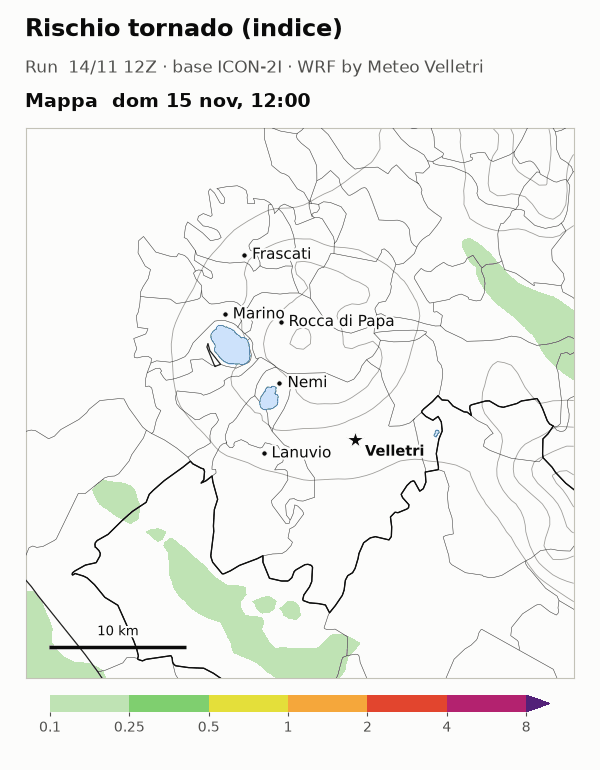 Rischio tornado (indice)
Run  14/11 12Z · base ICON-2I · WRF by Meteo Velletri
Mappa  dom 15 nov, 12:00
Frascati
Marino
Rocca di Papa
Nemi
Velletri
Lanuvio
10 km
0.1 0.25 0.5 1 2 4 8